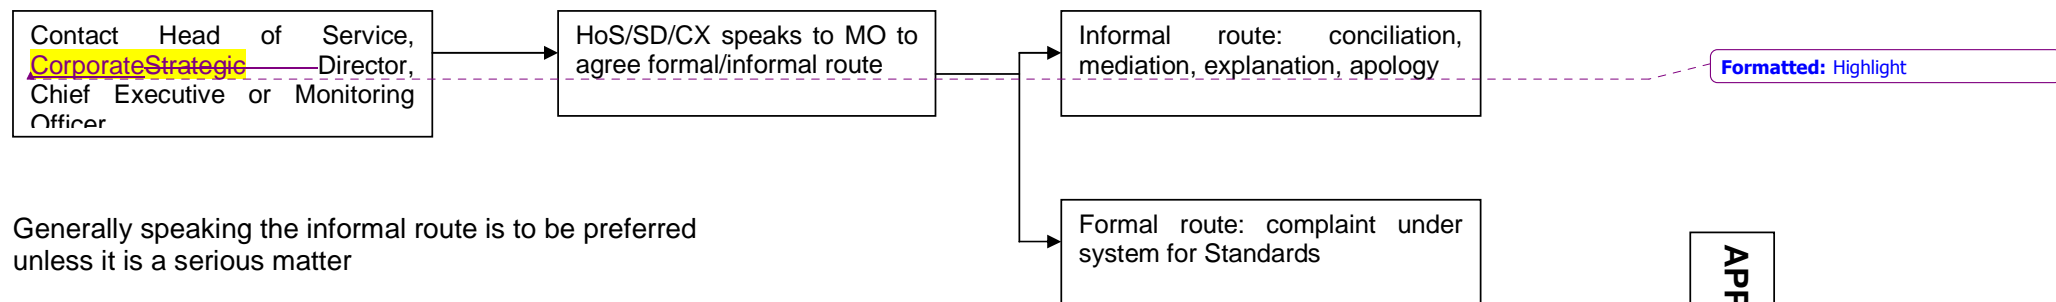 Contact Head of Service,
CorporateStrategic Director,
Chief Executive or Monitoring
Officer
HoS/SD/CX speaks to MO to
agree formal/informal route
Informal route: conciliation,
mediation, explanation, apology
Formatted: Highlight
Generally speaking the informal route is to be preferred
unless it is a serious matter
Formal route: complaint under
system for Standards